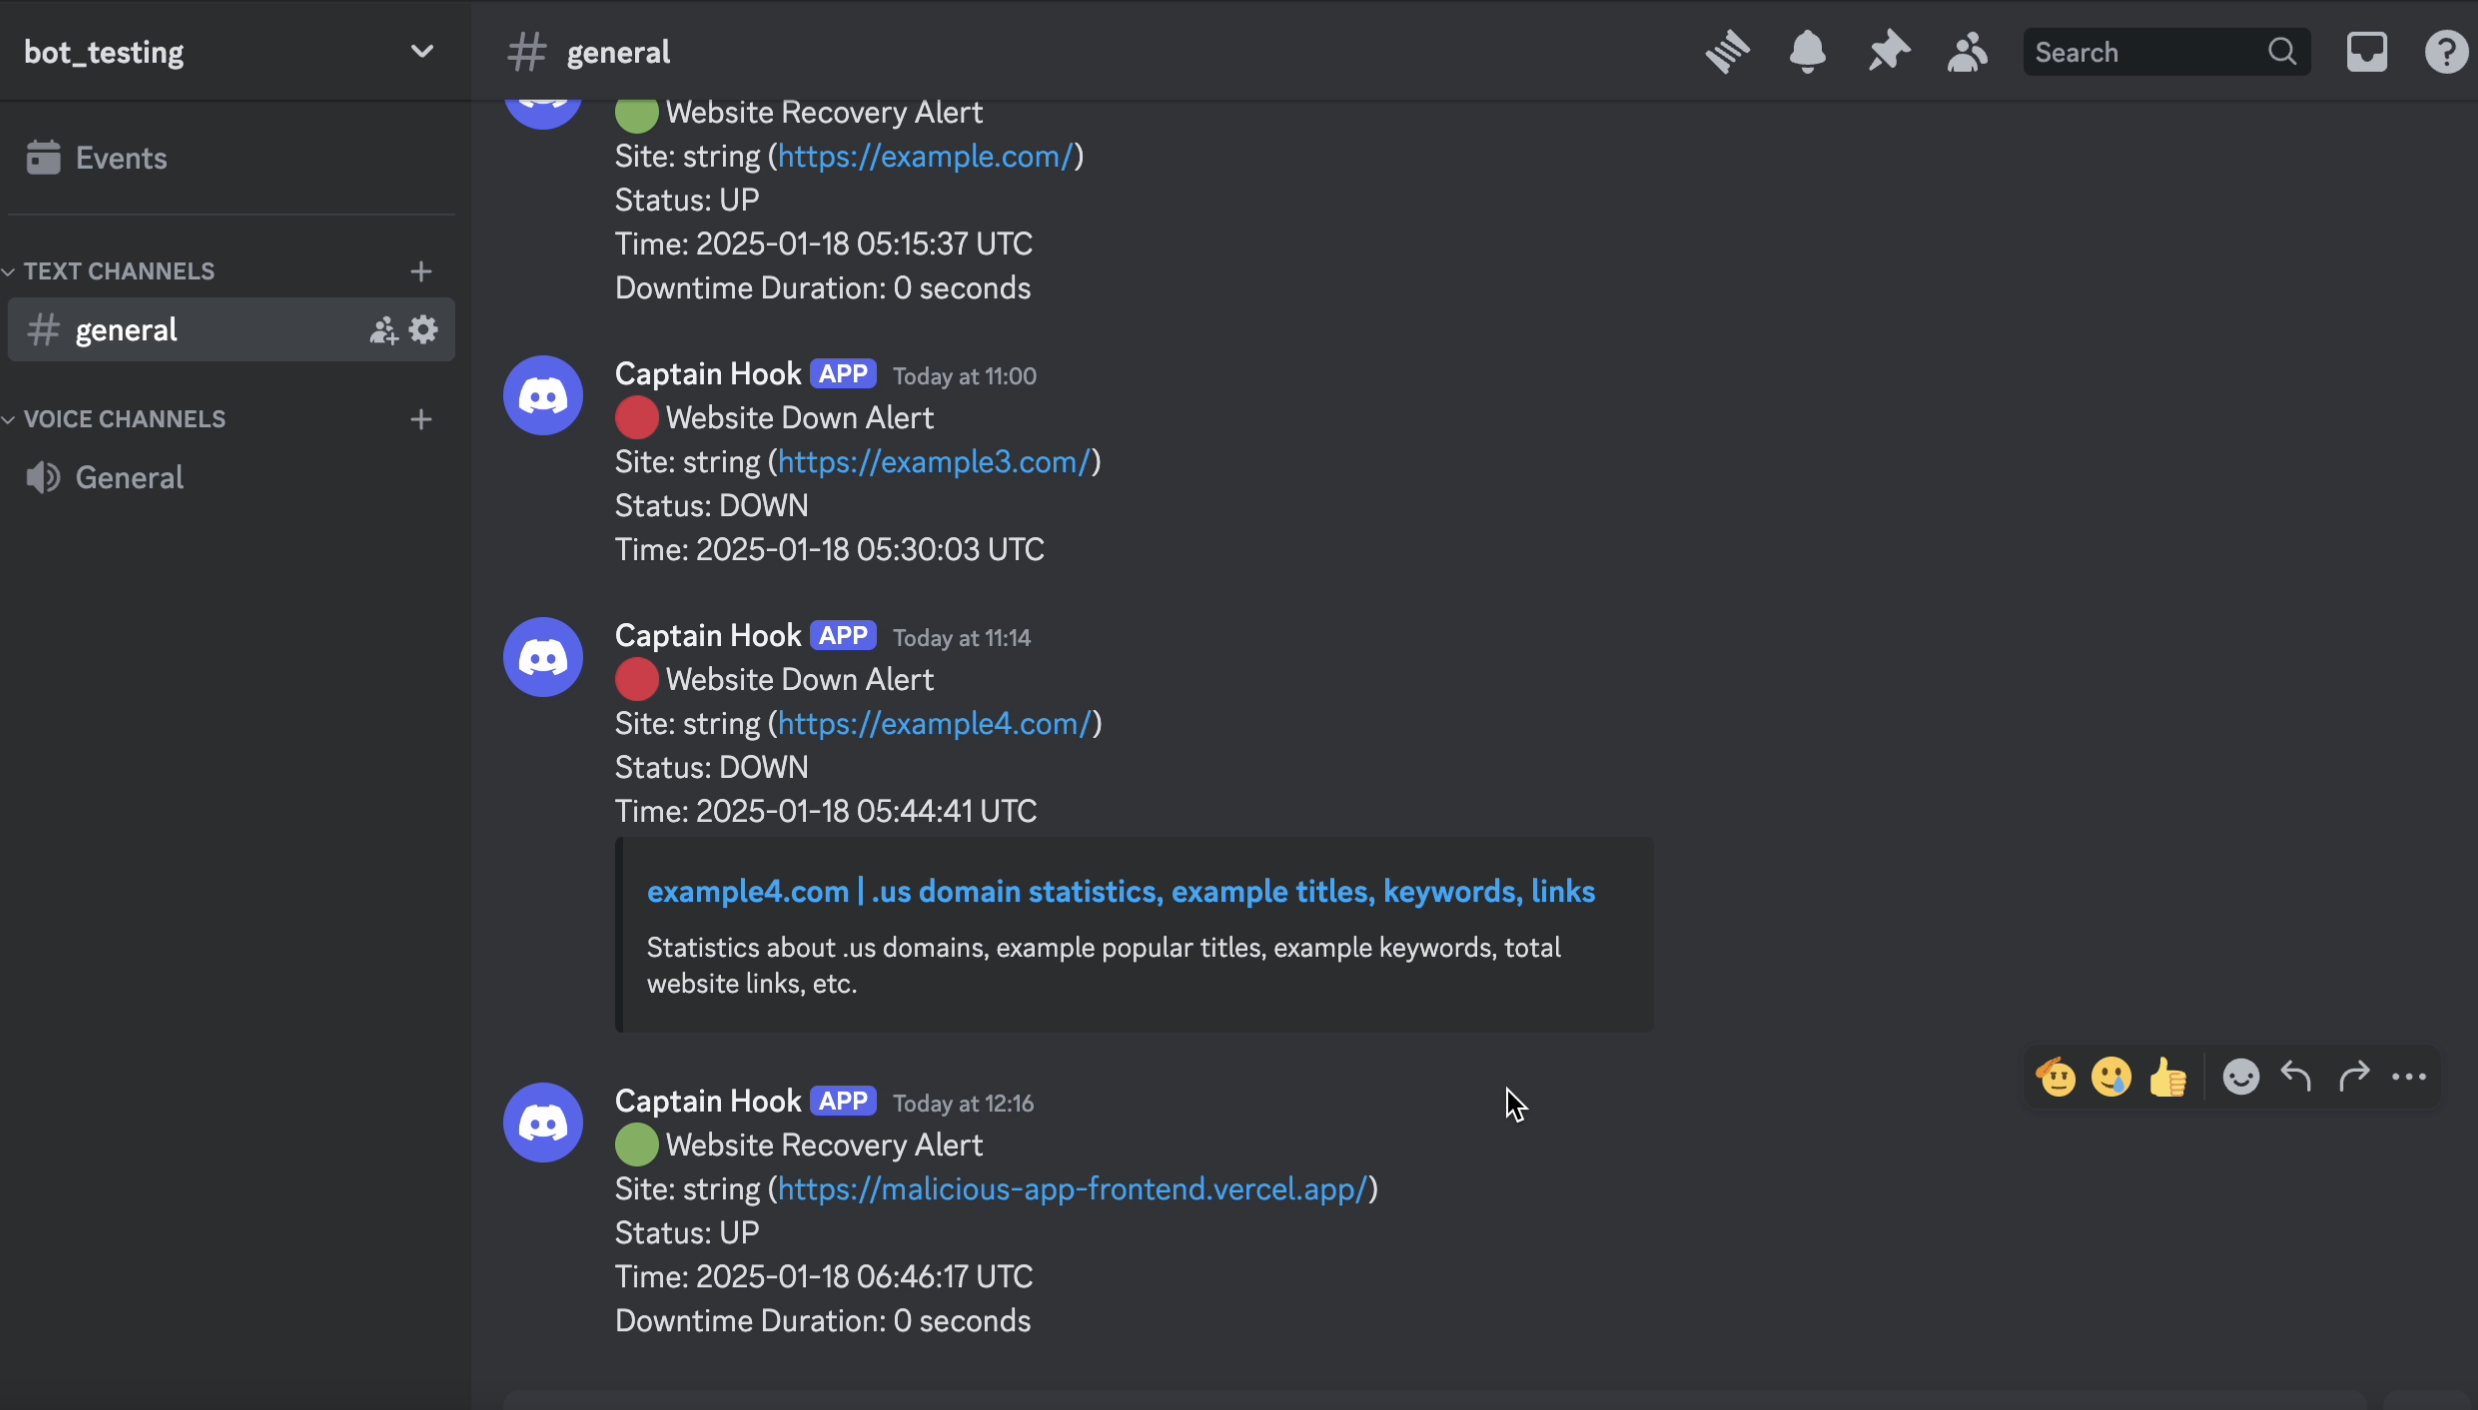 bot_testing
Events
TEXT CHANNELS
general
VOICE CHANNELS
General
# general
Search
Website Recovery Alert
Site: string (https://example.com/)
Status: UP
Time: 2025-01-18 05:15:37 UTC
Downtime Duration: 0 seconds
Captain Hook APP Today at 11:00
Website Down Alert
Site: string (https://example3.com/)
Status: DOWN
Time: 2025-01-18 05:30:03 UTC
Captain Hook APP Today at 11:14
Website Down Alert
Site: string (https://example4.com/)
Status: DOWN
Time: 2025-01-18 05:44:41 UTC
example4.com | .us domain statistics, example titles, keywords, links
Statistics about .us domains, example popular titles, example keywords, total
website links, etc.
Captain Hook APP Today at 12:16
Website Recovery Alert
Site: string (https://malicious-app-frontend.vercel.app/)
Status: UP
Time: 2025-01-18 06:46:17 UTC
Downtime Duration: 0 seconds